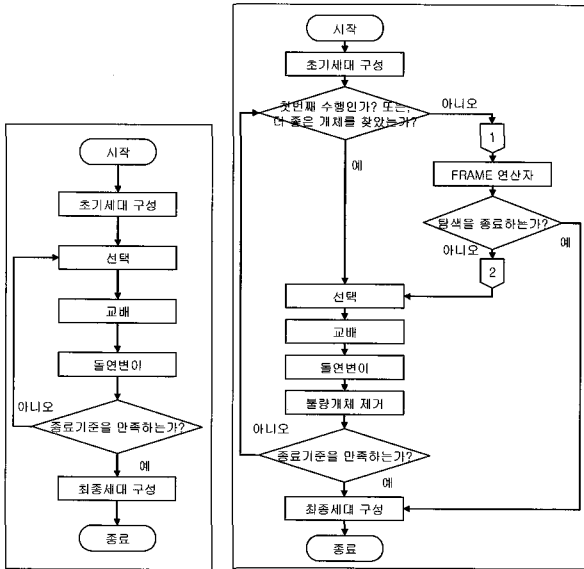 시작
초기세대 구성
선택
교배
돌연변이
아니오
종료기준을 만족하는가?
예
최종세대 구성
종료
시작
초기세대 구성
첫번째 수행인가? 또는,
더 좋은 개체를 찾았는가?
아니오
예
1
FRAME 연산자
탐색을 종료하는가?
예
아니오
2
선택
교배
돌연변이
불량개체 제거
아니오
종료기준을 만족하는가?
예
최종세대 구성
종료